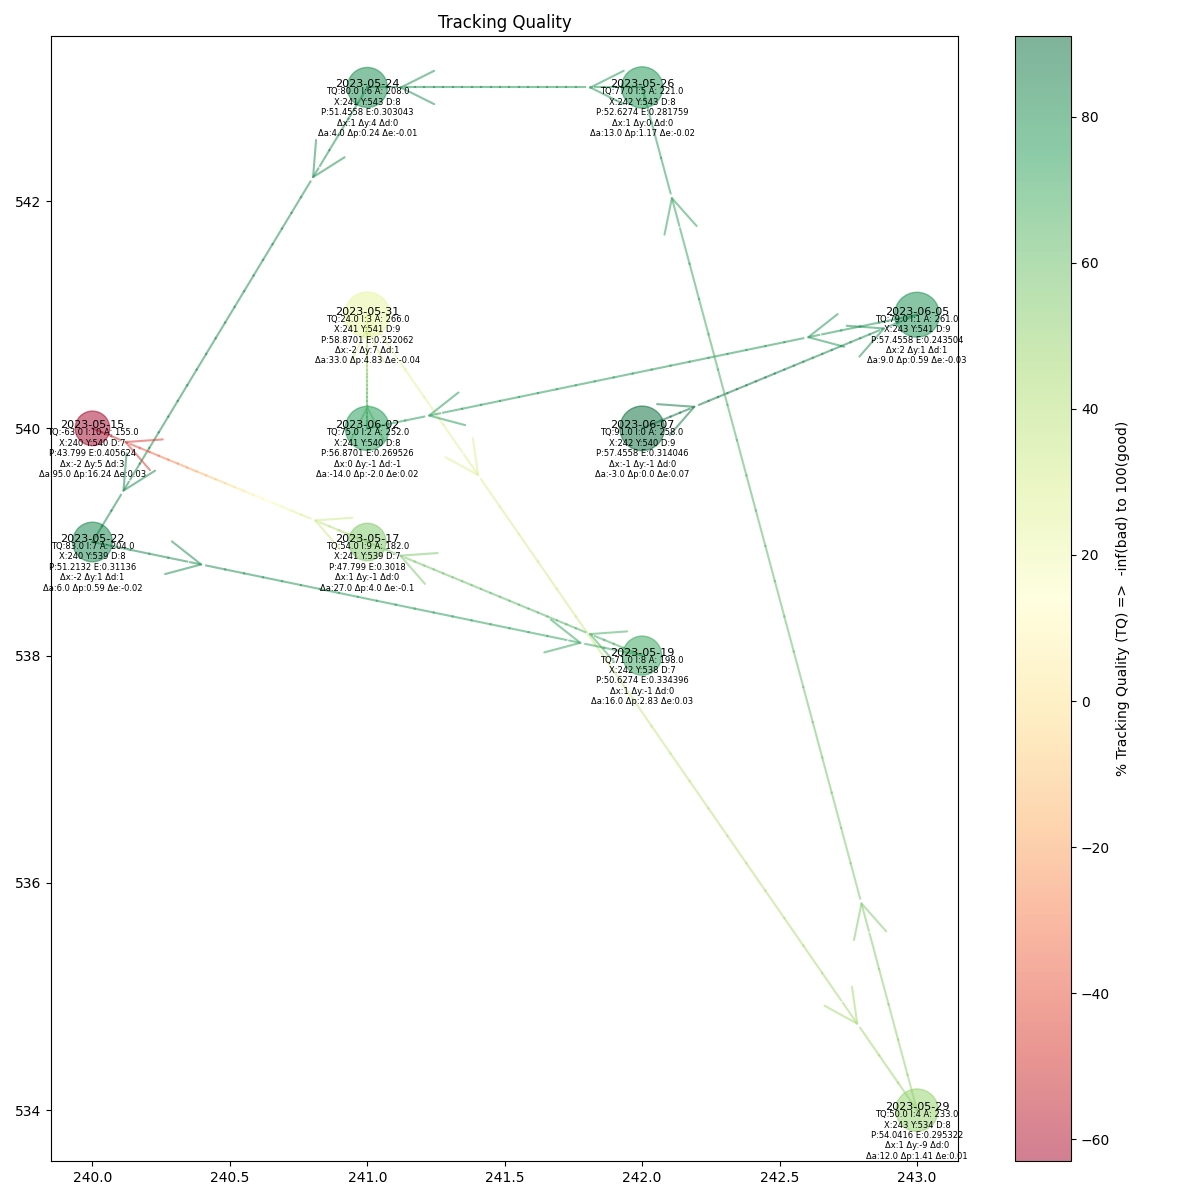 Tracking Quality
2023-05-24
TQ:80.0 I:6 A: 208.0
X:241 Y:543 D:8
P:51.4558 E:0.303043
Δx:1 Δy:4 Δd:0
Δa:4.0 Δp:0.24 Δe:-0.01
2023-05-26
TQ:77.0 I:5 A: 221.0
X:242 Y:543 D:8
P:52.6274 E:0.281759
Δx:1 Δy:0 Δd:0
Δa:13.0 Δp:1.17 Δe:-0.02
2023-05-31
TQ:24.0 I:3 A: 266.0
X:241 Y:541 D:9
P:58.8701 E:0.252062
Δx:-2 Δy:7 Δd:1
Δa:33.0 Δp:4.83 Δe:-0.04
2023-06-05
TQ:79.0 I:1 A: 261.0
X:243 Y:541 D:9
P:57.4558 E:0.243504
Δx:2 Δy:1 Δd:1
Δa:9.0 Δp:0.59 Δe:-0.03
2023-05-15
TQ:-63.0 I:10 A: 155.0
X:240 Y:540 D:7
P:43.799 E:0.405624
Δx:-2 Δy:5 Δd:3
Δa:95.0 Δp:16.24 Δe:0.03
2023-06-02
TQ:75.0 I:2 A: 252.0
X:241 Y:540 D:8
P:56.8701 E:0.269526
Δx:0 Δy:-1 Δd:-1
Δa:-14.0 Δp:-2.0 Δe:0.02
2023-06-07
TQ:91.0 I:0 A: 258.0
X:242 Y:540 D:9
P:57.4558 E:0.314046
Δx:-1 Δy:-1 Δd:0
Δa:-3.0 Δp:0.0 Δe:0.07
2023-05-22
TQ:83.0 I:7 A: 204.0
X:240 Y:539 D:8
P:51.2132 E:0.31136
Δx:-2 Δy:1 Δd:1
Δa:6.0 Δp:0.59 Δe:-0.02
2023-05-17
TQ:54.0 I:9 A: 182.0
X:241 Y:539 D:7
P:47.799 E:0.3018
Δx:1 Δy:-1 Δd:0
Δa:27.0 Δp:4.0 Δe:-0.1
2023-05-19
TQ:71.0 I:8 A: 198.0
X:242 Y:538 D:7
P:50.6274 E:0.334396
Δx:1 Δy:-1 Δd:0
Δa:16.0 Δp:2.83 Δe:0.03
2023-05-29
TQ:50.0 I:4 A: 233.0
X:243 Y:534 D:8
P:54.0416 E:0.295322
Δx:1 Δy:-9 Δd:0
Δa:12.0 Δp:1.41 Δe:0.01
542
541
540
538
536
534
240.0
240.5
241.0
241.5
242.0
242.5
243.0
80
60
40
20
0
−20
−40
−60
% Tracking Quality (TQ) => -inf(bad) to 100(good)